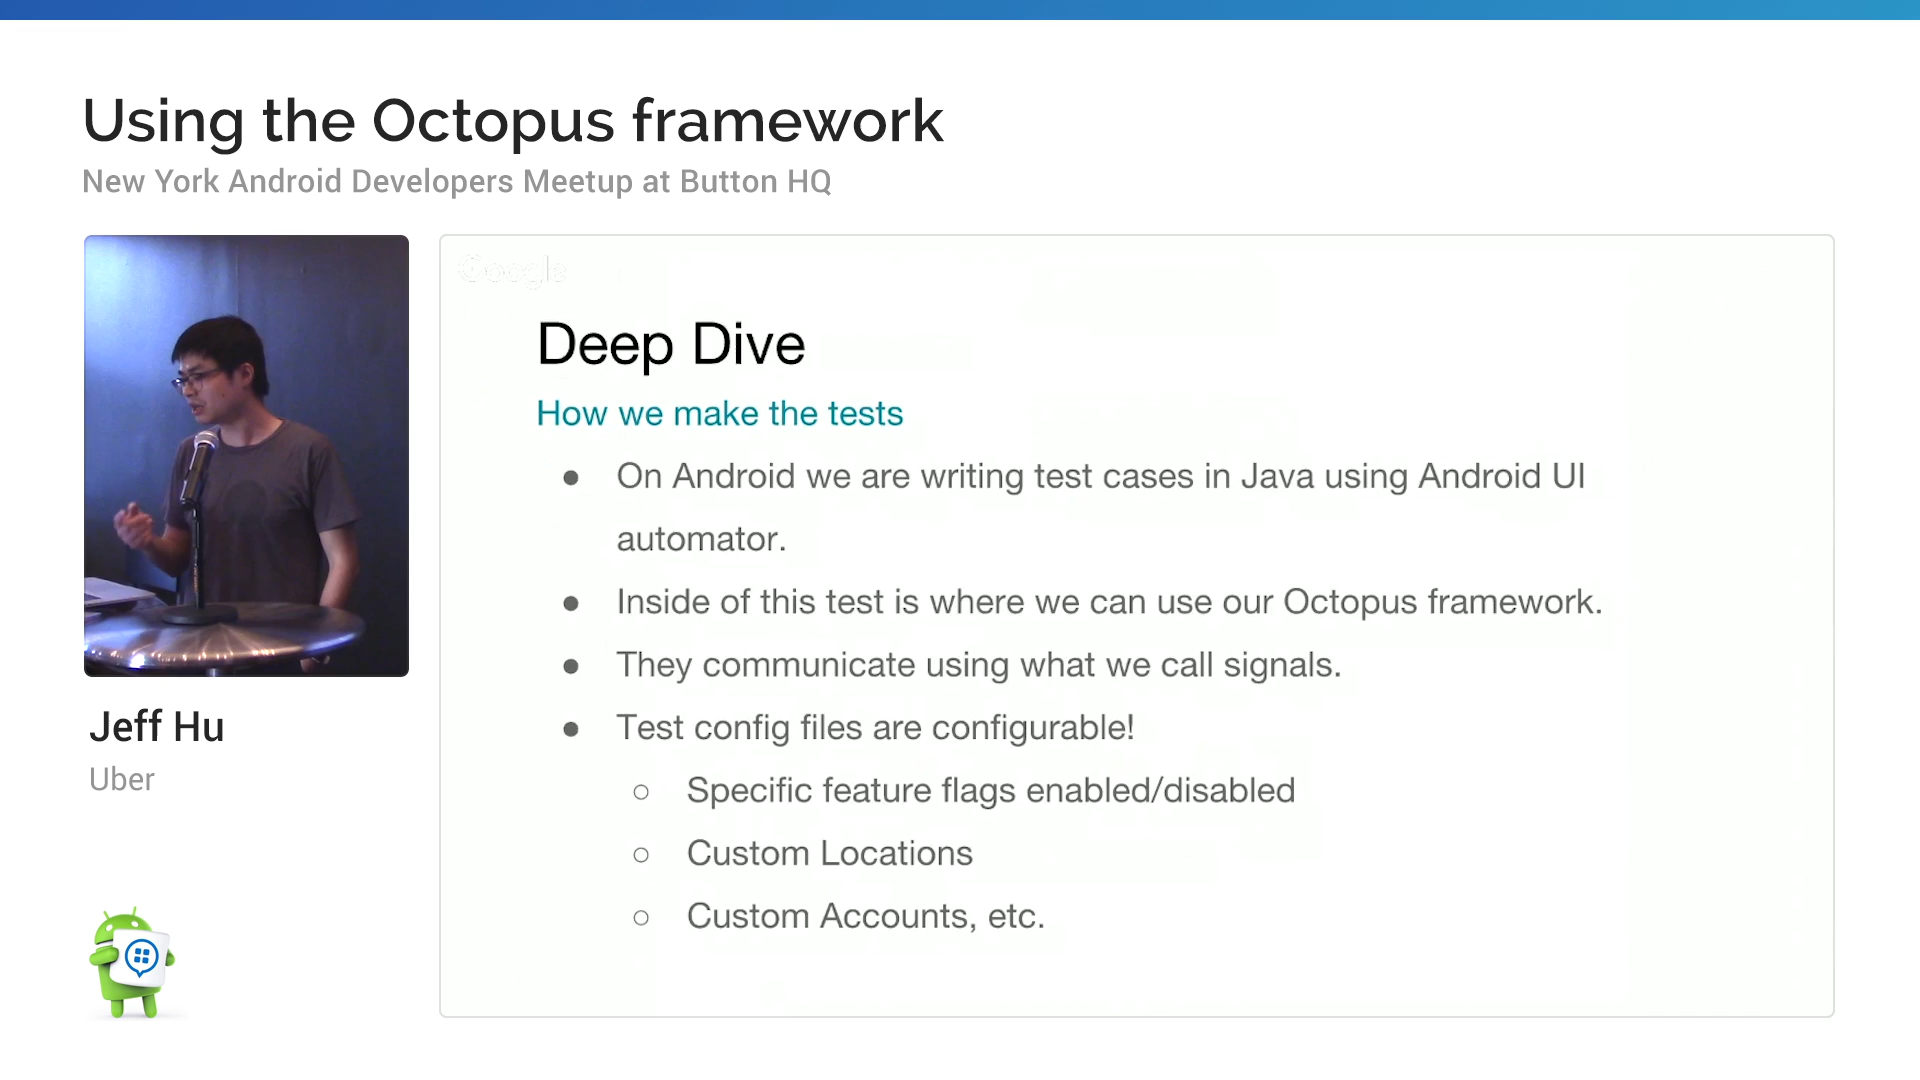 Using the Octopus framework
New York Android Developers Meetup at Button HQ
Google
Deep Dive
How we make the tests
● On Android we are writing test cases in Java using Android UI
automator.
● Inside of this test is where we can use our Octopus framework.
● They communicate using what we call signals.
● Test config files are configurable!
○ Specific feature flags enabled/disabled
○ Custom Locations
○ Custom Accounts, etc.
Jeff Hu
Uber